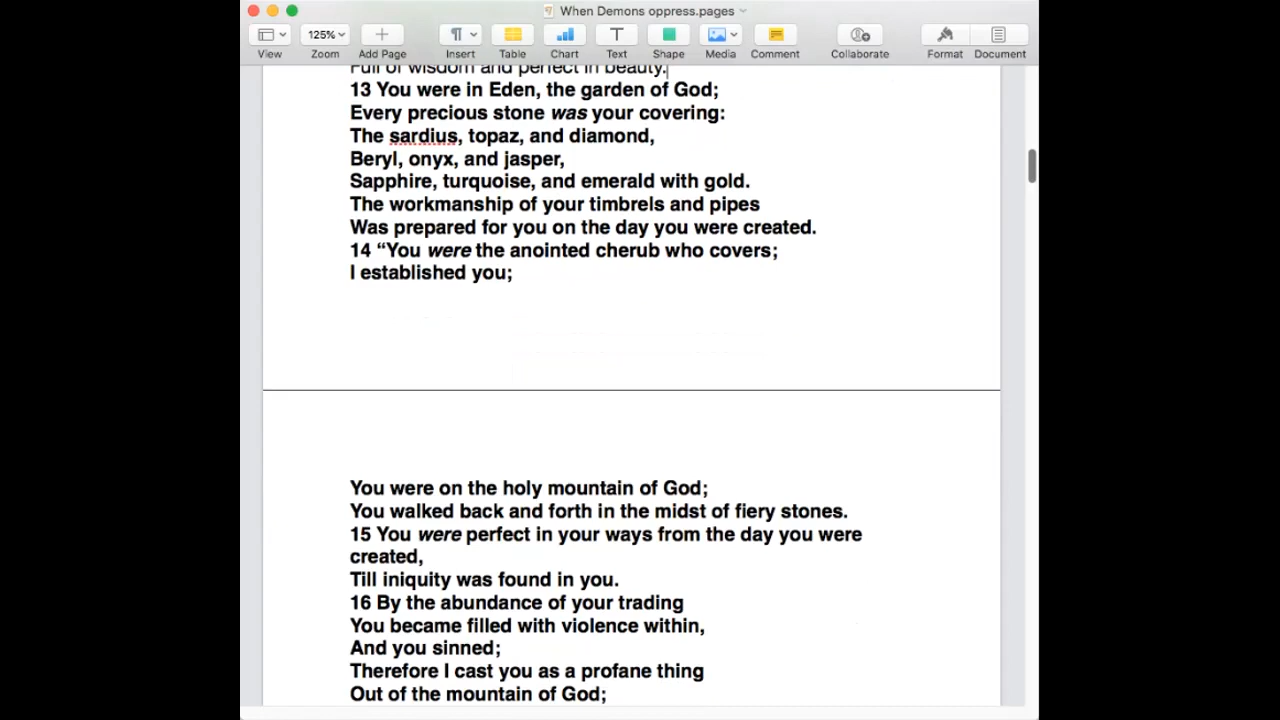 When Demons oppress.pages
125%
View
Zoom
Add Page
Insert
Table
Chart
Text
Shape
Media
Comment
Collaborate
Format
Document
Full of wisdom and perfect in beauty.
13 You were in Eden, the garden of God;
Every precious stone was your covering:
The sardius, topaz, and diamond,
Beryl, onyx, and jasper,
Sapphire, turquoise, and emerald with gold.
The workmanship of your timbrels and pipes
Was prepared for you on the day you were created.
14 “You were the anointed cherub who covers;
I established you;
You were on the holy mountain of God;
You walked back and forth in the midst of fiery stones.
15 You were perfect in your ways from the day you were
created,
Till iniquity was found in you.
16 By the abundance of your trading
You became filled with violence within,
And you sinned;
Therefore I cast you as a profane thing
Out of the mountain of God;